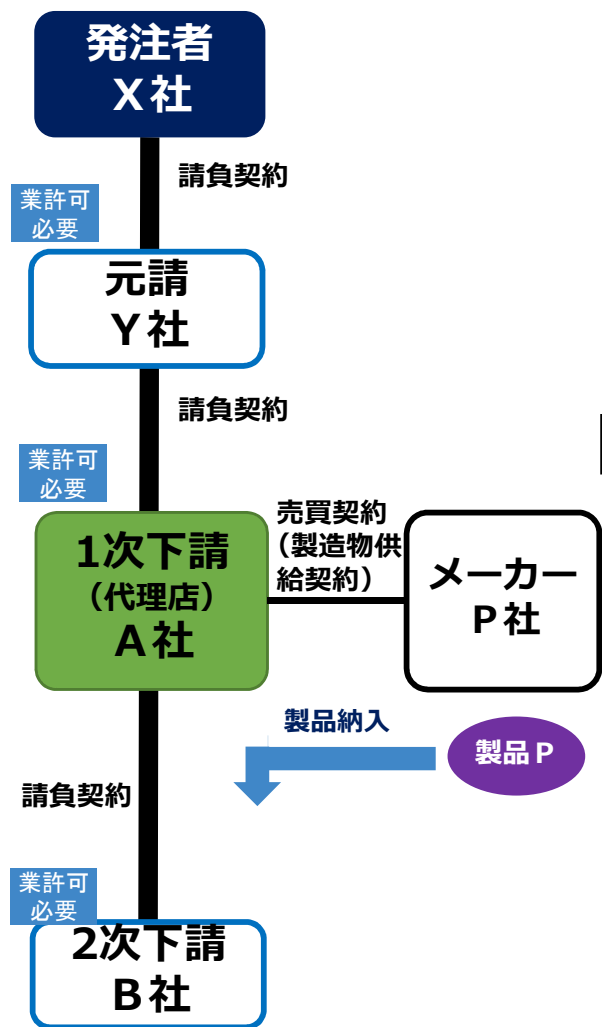 発注者
X社
請負契約
業許可
必要
元請
Y社
請負契約
業許可
必要
1次下請
（代理店）
A社
売買契約
（製造物供
給契約）
メーカー
P社
製品納入
製品P
請負契約
業許可
必要
2次下請
B社